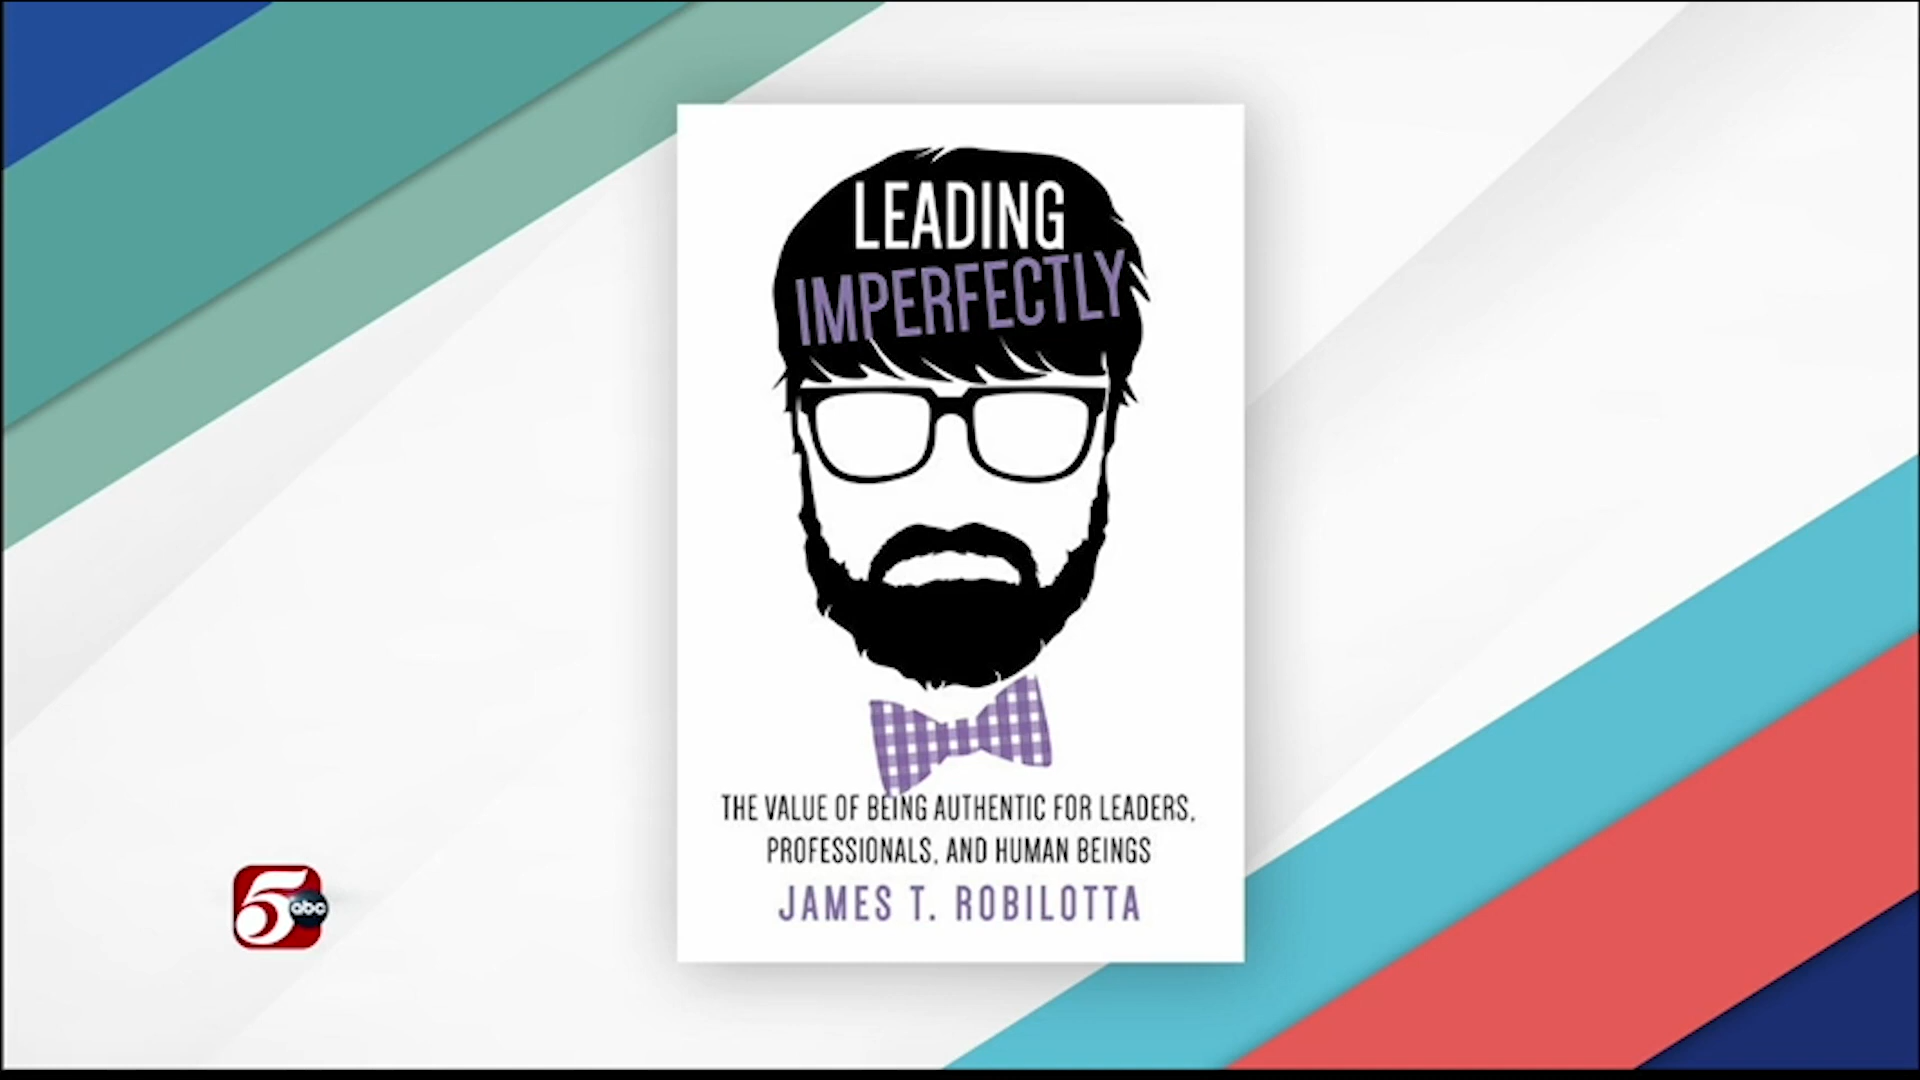 LEADING
IMPERFECTLY
THE VALUE OF BEING AUTHENTIC FOR LEADERS,
PROFESSIONALS, AND HUMAN BEINGS
JAMES T. ROBILOTTA
5 abc